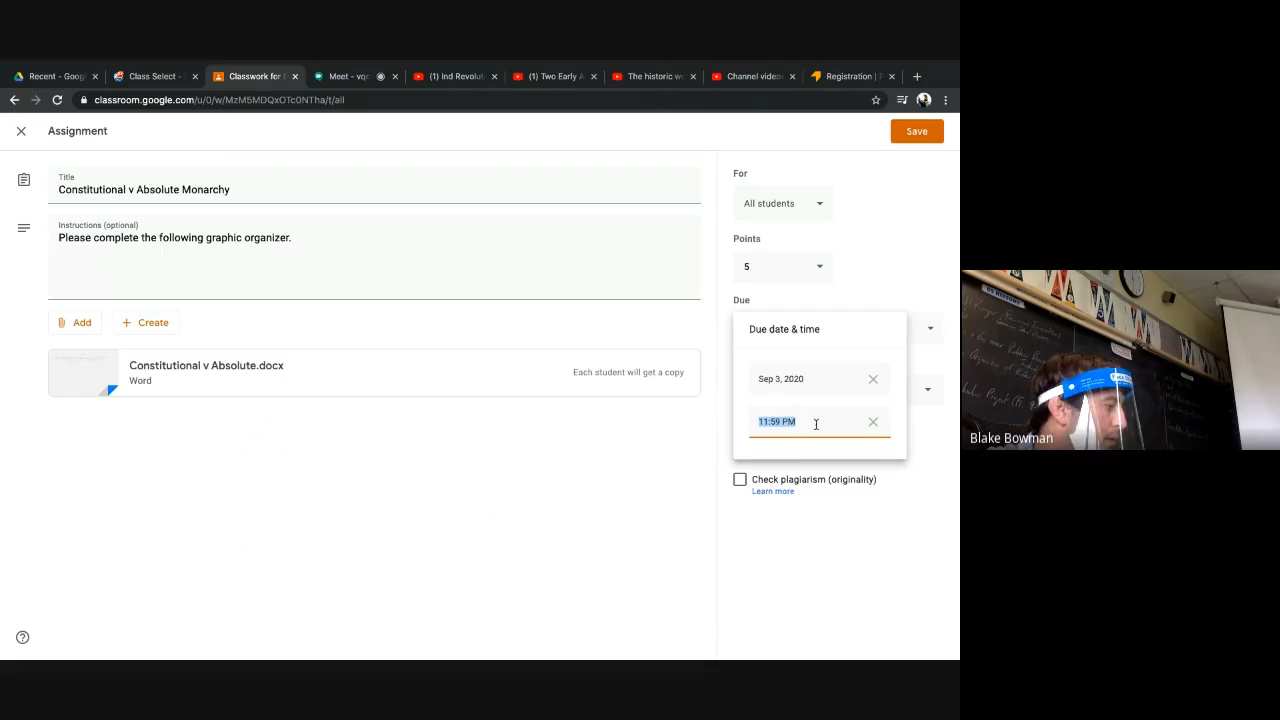 Recent - Goog
Class Select - S
Classwork for I
Meet - vqc
(1) Ind Revolut
(1) Two Early A
The historic w
Channel video
Registration | P
classroom.google.com/u/0/w/MzM5MDQxOTc0NTha/t/all
Assignment
Save
Title
Constitutional v Absolute Monarchy
Instructions (optional)
Please complete the following graphic organizer.
Add
Create
Constitutional v Absolute.docx
Word
Each student will get a copy
For
All students
Points
5
Due
Due date & time
Sep 3, 2020
11:59 PM
Check plagiarism (originality)
Learn more
Blake Bowman